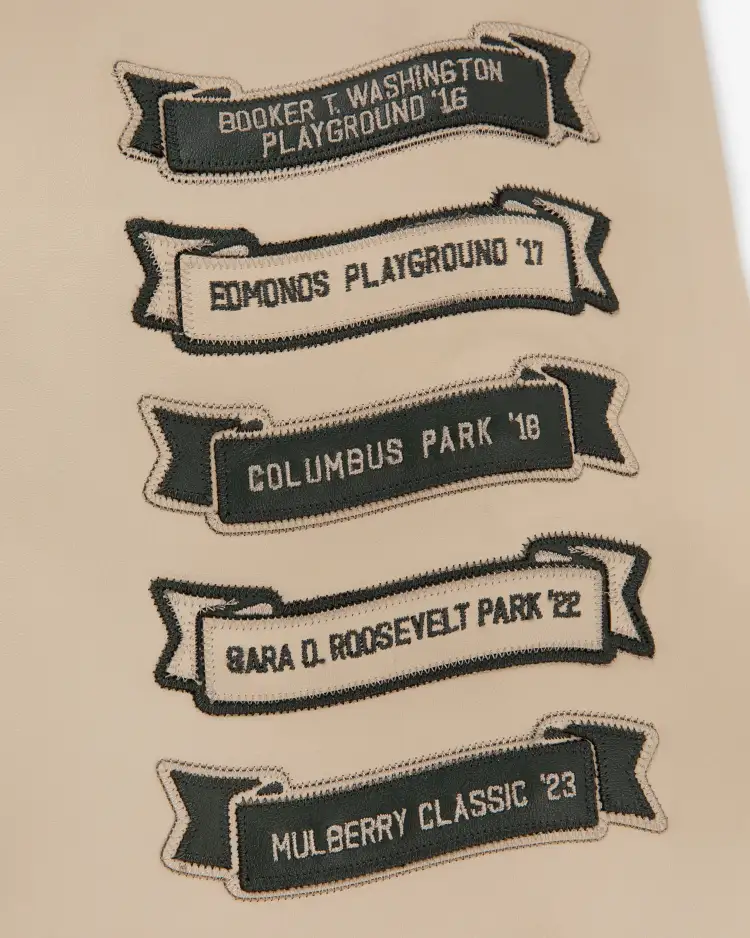 BOOKER T. WASHINGTON
PLAYGROUND '16
EDMONDS PLAYGROUND '17
COLUMBUS PARK '18
SARA D. ROOSEVELT PARK '22
MULBERRY CLASSIC '23